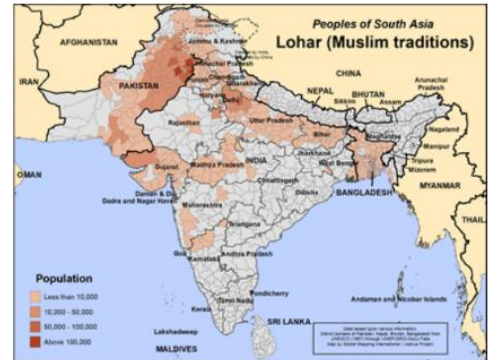 Peoples of South Asia
Lohar (Muslim traditions)
AFGHANISTAN
Jammu & Kashmir
CHINA
IRAN
PAKISTAN
Chandigarh
Uttarakhand
Haryana
Delhi
NEPAL
BHUTAN
Sikkim
Assam
Arunachal
Pradesh
Rajasthan
Uttar Pradesh
Bihar
Meghalaya
Nagaland
Manipur
Tripura
Mizoram
Jharkhand
West Bengal
OMAN
Gujarat
Madhya Pradesh
INDIA
Chhattisgarh
BANGLADESH
MYANMAR
Daman & Diu
Dadra and Nagar Haveli
Odisha
Maharashtra
THAIL
Telangana
Goa
Karnataka
Andhra Pradesh
Population
Less than 10,000
10,000 - 50,000
50,000 - 100,000
Above 100,000
Pondicherry
Tamil Nadu
Kerala
Andaman and Nicobar Islands
Lakshadweep
SRI LANKA
MALDIVES